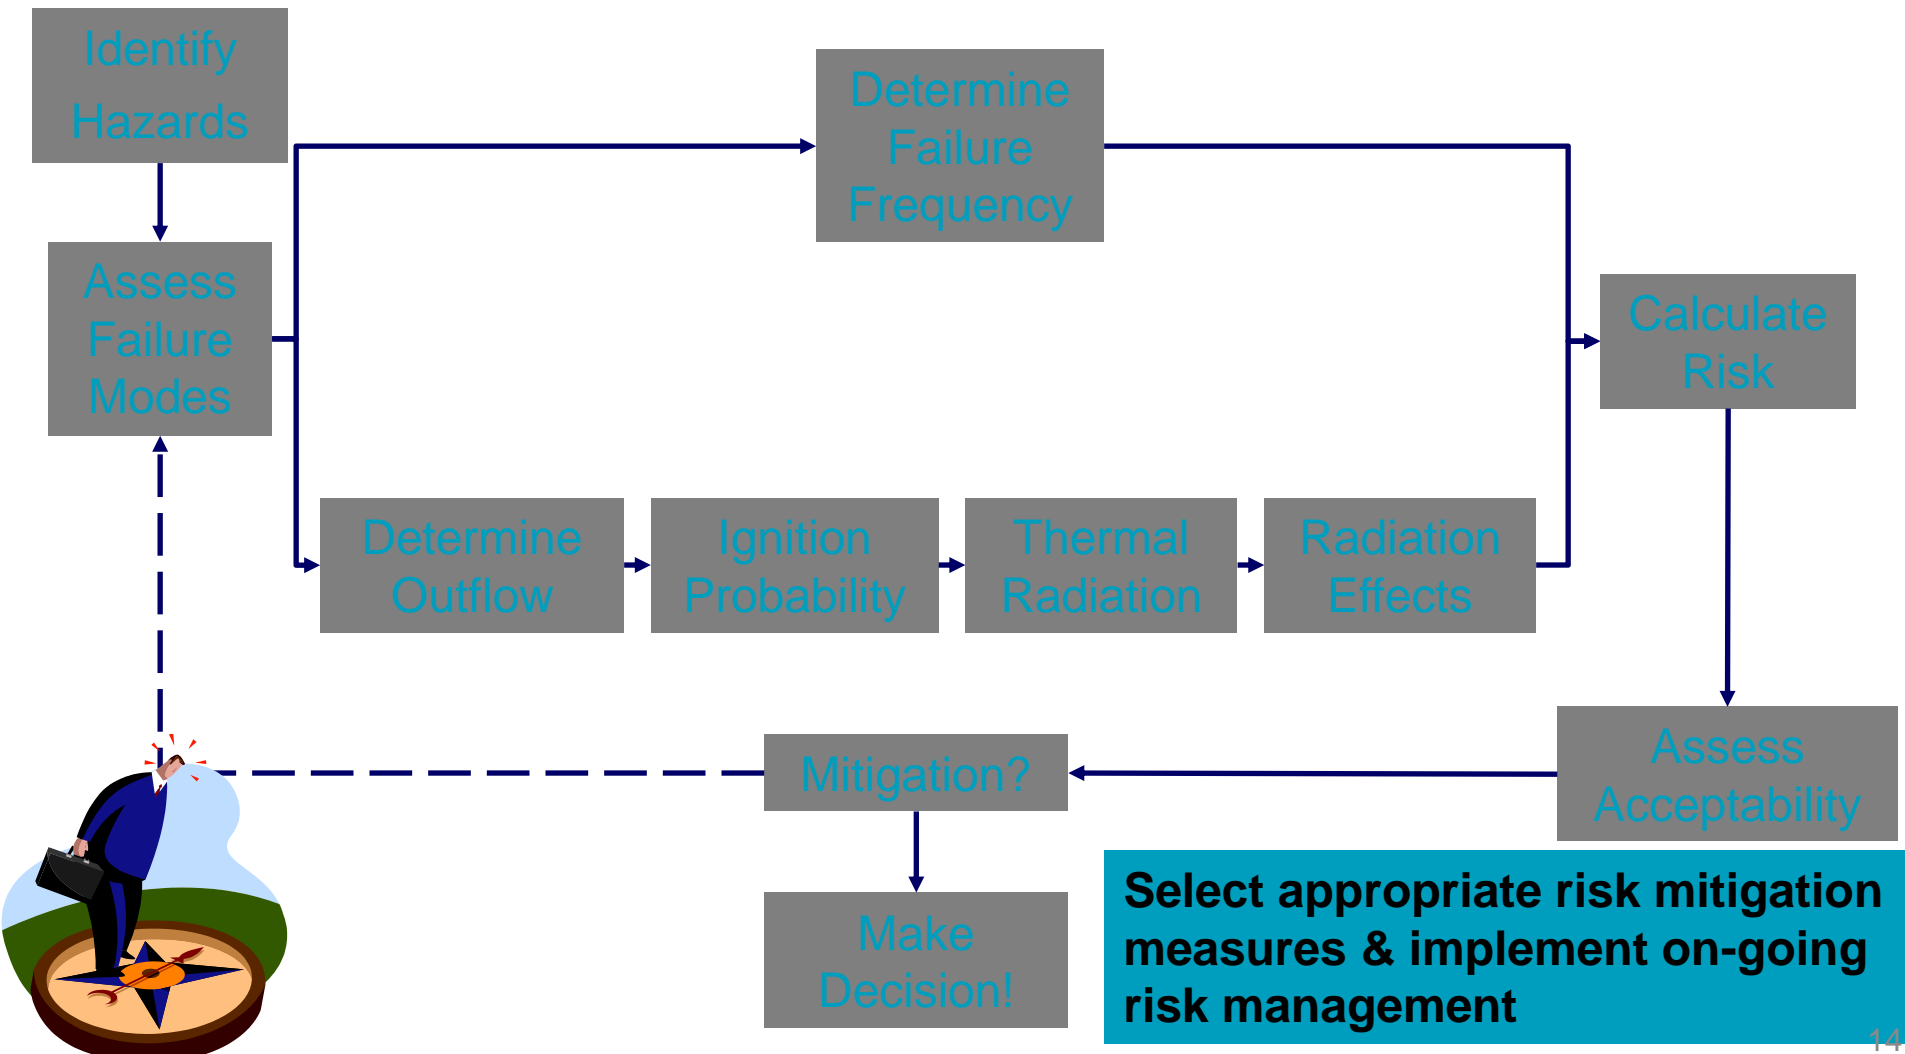 Identify
Hazards
Determine
Failure
Frequency
Assess
Failure
Modes
Calculate
Risk
Determine
Outflow
Ignition
Probability
Thermal
Radiation
Radiation
Effects
Mitigation?
Assess
Acceptability
Make
Decision!
Select appropriate risk mitigation
measures & implement on-going
risk management
14